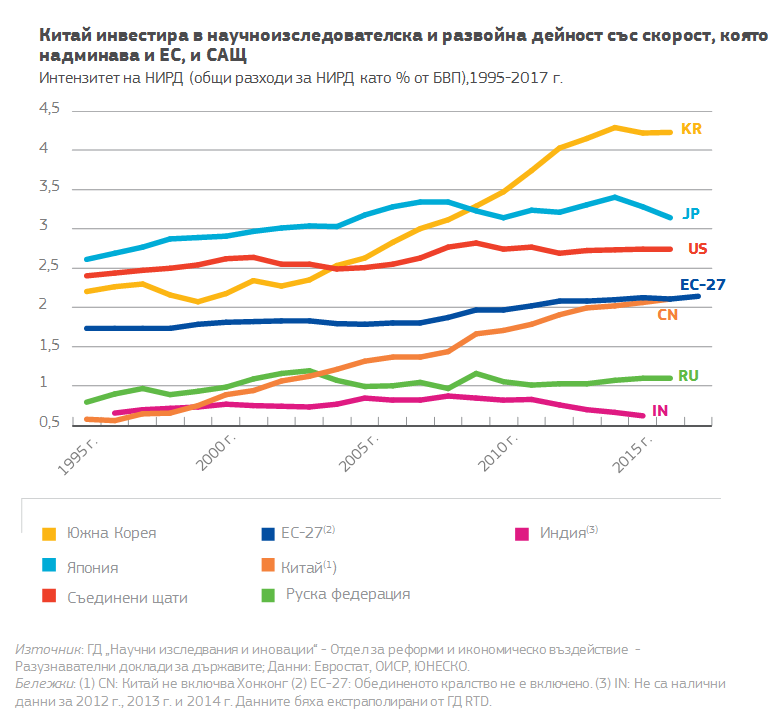 Китай инвестира в научноизследователска и развойна дейност със скорост, която
надминава и ЕС, и САЩ
Интензитет на НИРД (общи разходи за НИРД като % от БВП),1995-2017 г.
4,5
4
3,5
3
2,5
2
1,5
1
0,5
KR
JP
US
ЕС-27
CN
RU
IN
1995 г.
2000 г.
2005 г.
2010 г.
2015 г.
Южна Корея
ЕС-27(2)
Индия(3)
Япония
Китай(1)
Съединени щати
Руска федерация
Източник: ГД „Научни изследвания и иновации“ - Отдел за реформи и икономическо въздействие -
Разузнавателни доклади за държавите; Данни: Евростат, ОИСР, ЮНЕСКО.
Бележки: (1) CN: Китай не включва Хонконг (2) ЕС-27: Обединеното кралство не е включено. (3) IN: Не са налични
данни за 2012 г., 2013 г. и 2014 г. Данните бяха екстраполирани от ГД RTD.